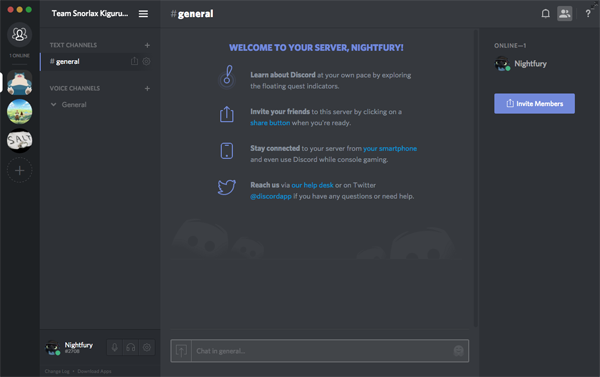 Team Snorlax Kiguru...
#general
1 ONLINE
TEXT CHANNELS
# general
VOICE CHANNELS
General
SALT
WELCOME TO YOUR SERVER, NIGHTFURY!
Learn about Discord at your own pace by exploring
the floating quest indicators.
Invite your friends to this server by clicking on a
share button when you're ready.
Stay connected to your server from your smartphone
and even use Discord while console gaming.
Reach us via our help desk or on Twitter
@discordapp if you have any questions or need help.
ONLINE—1
Nightfury
Invite Members
Nightfury
#2708
Chat in general...
Change Log • Download Apps